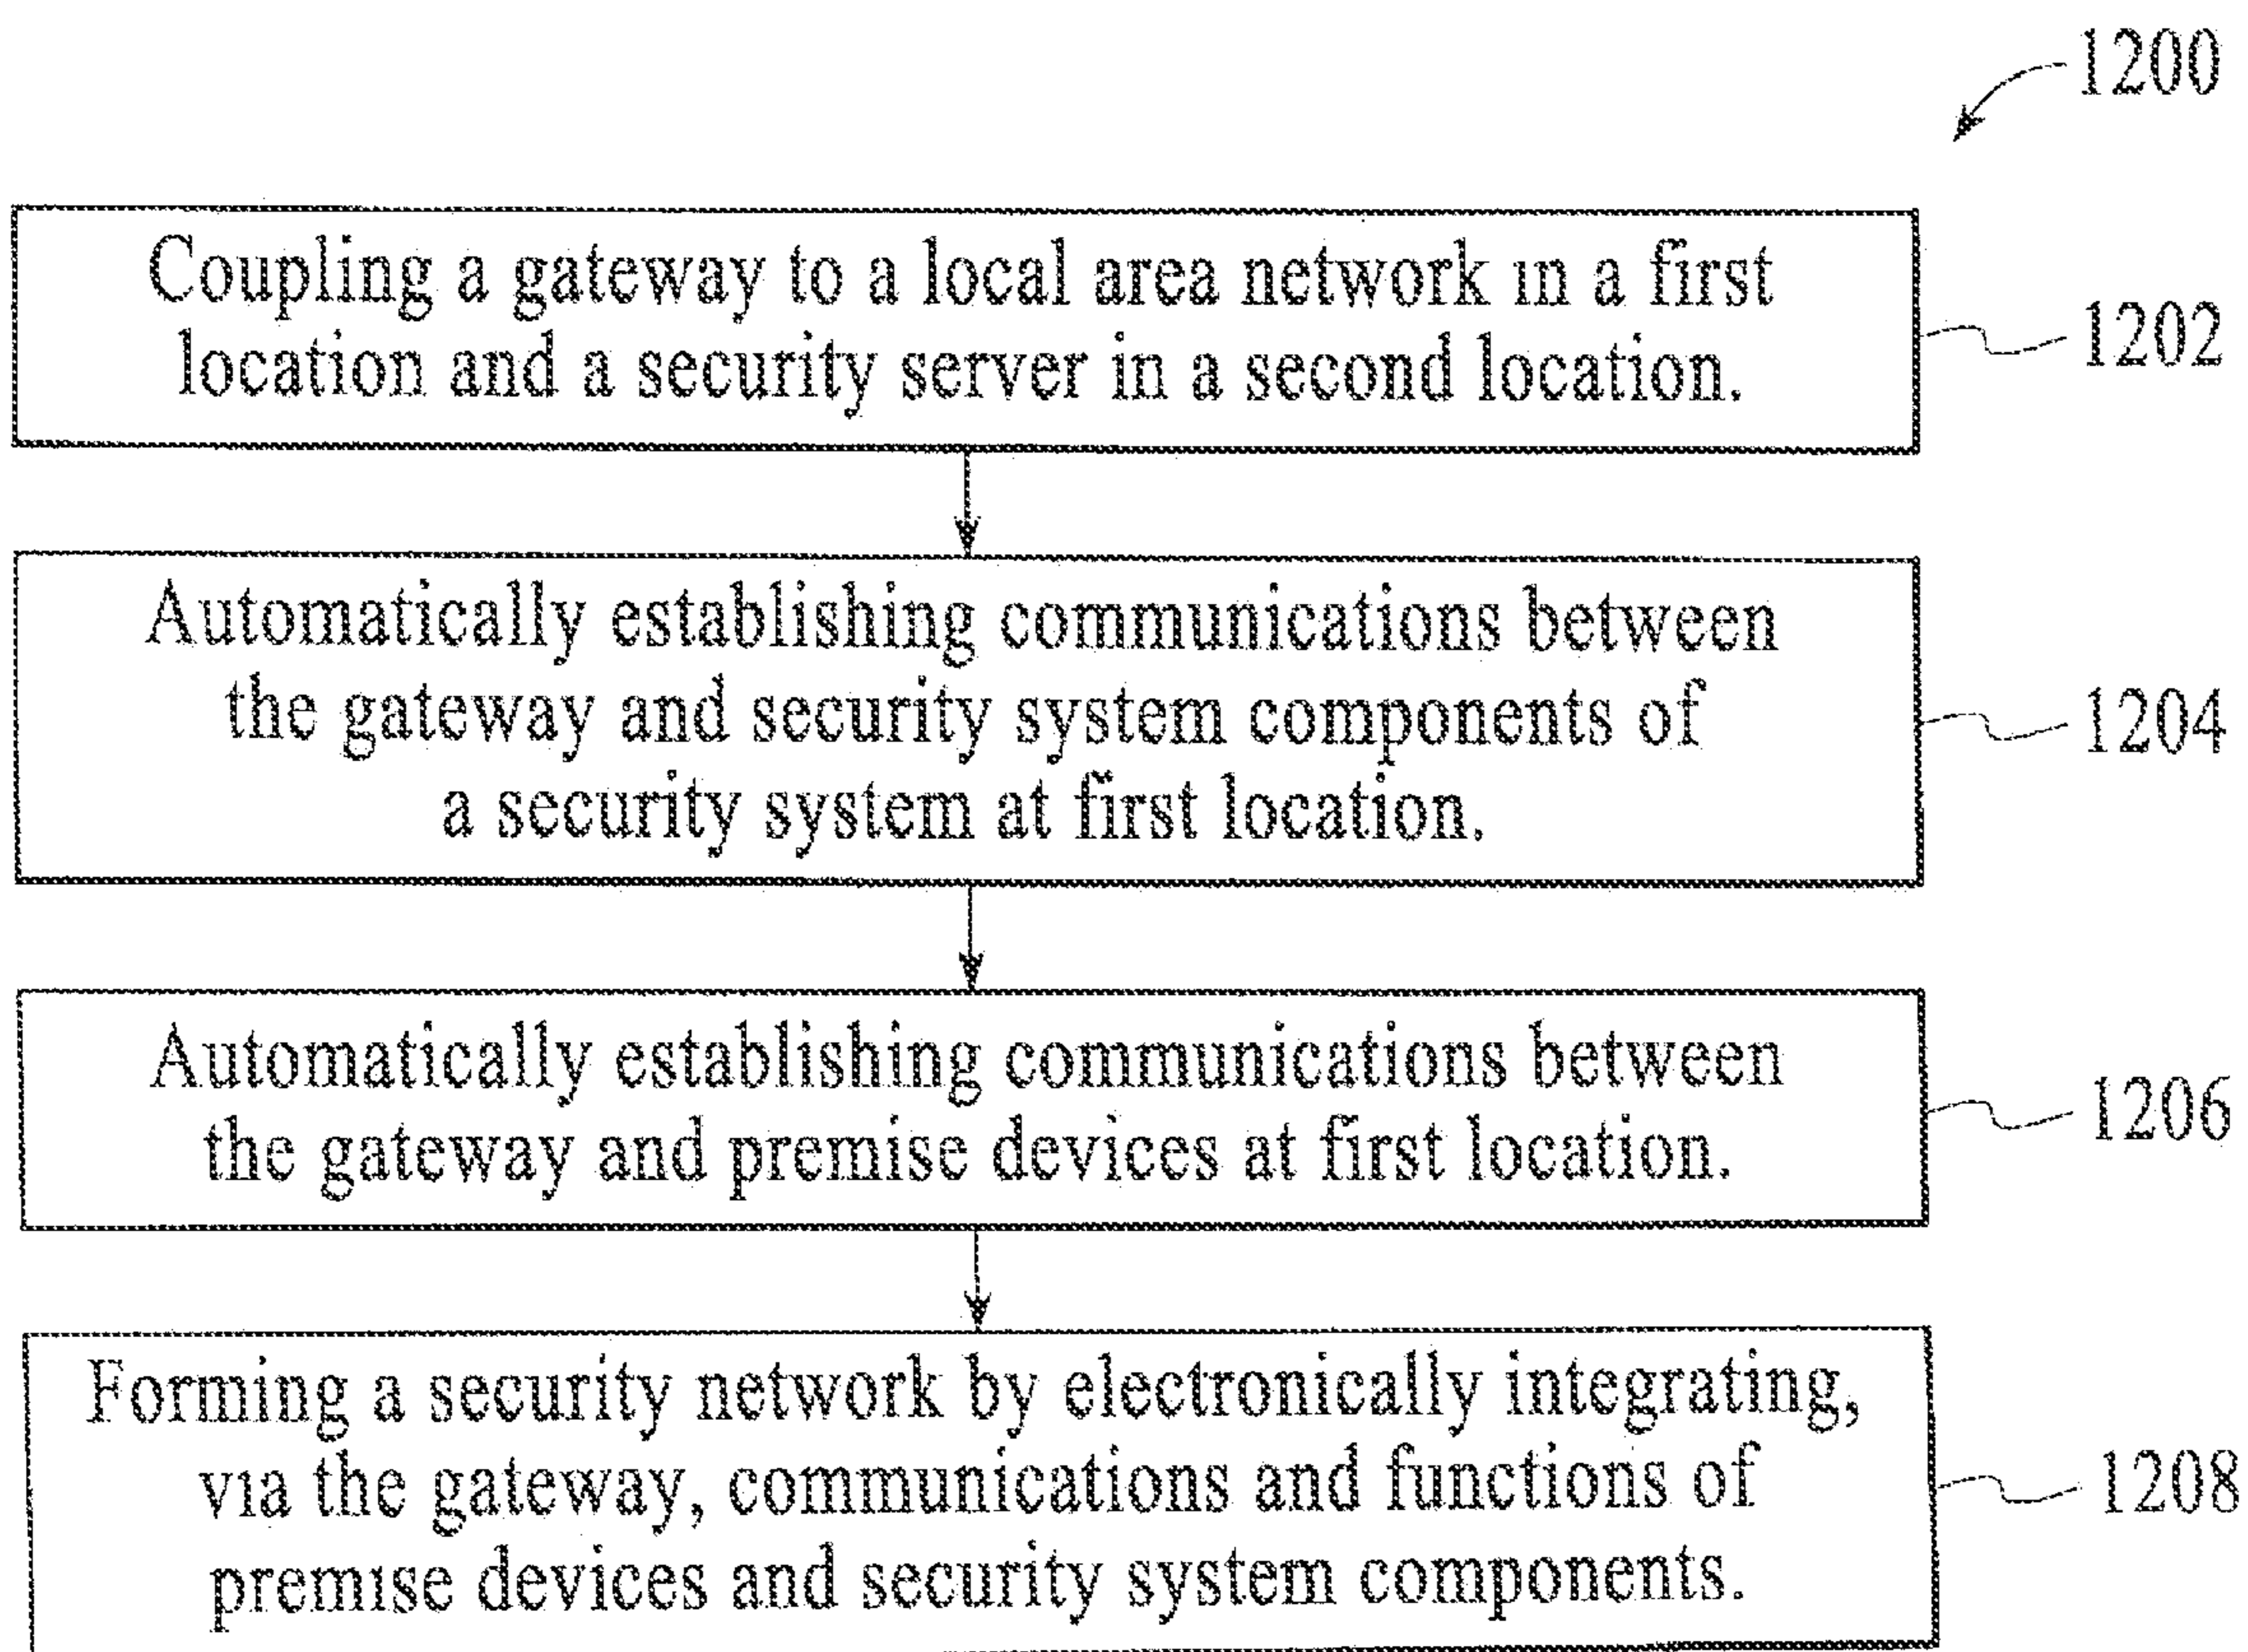 1200
Coupling a gateway to a local area network in a first
location and a security server in a second location.
1202
Automatically establishing communications between
the gateway and security system components of
a security system at first location.
1204
Automatically establishing communications between
the gateway and premise devices at first location.
1206
Forming a security network by electronically integrating,
via the gateway, communications and functions of
premise devices and security system components.
1208